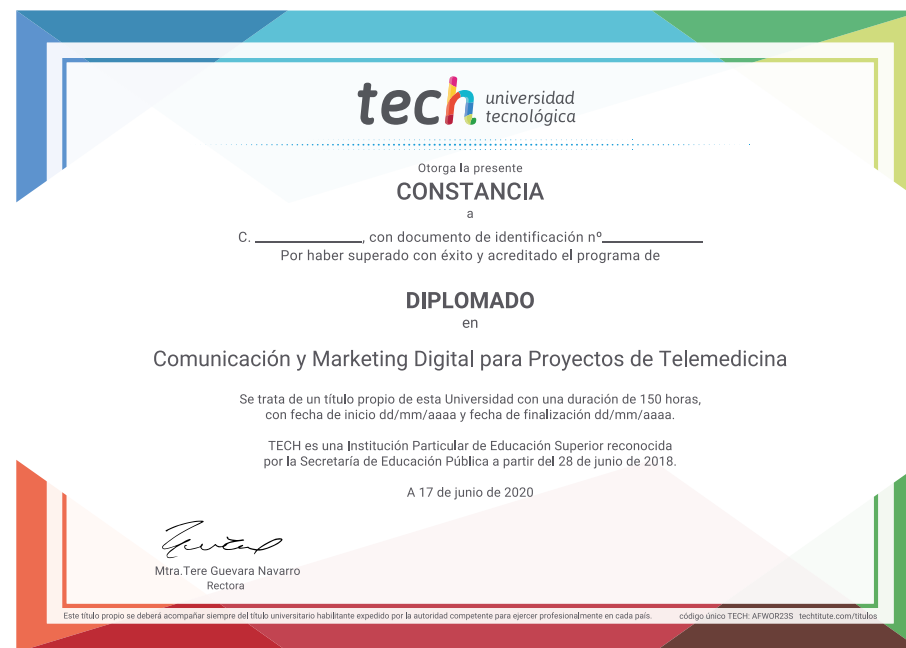 tech universidad
tecnológica
Otorga la presente
CONSTANCIA
a
C. ____________, con documento de identificación nº____________
Por haber superado con éxito y acreditado el programa de
DIPLOMADO
en
Comunicación y Marketing Digital para Proyectos de Telemedicina
Se trata de un título propio de esta Universidad con una duración de 150 horas,
con fecha de inicio dd/mm/aaaa y fecha de finalización dd/mm/aaaa.
TECH es una Institución Particular de Educación Superior reconocida
por la Secretaría de Educación Pública a partir del 28 de junio de 2018.
A 17 de junio de 2020
Mtra.Tere Guevara Navarro
Rectora
Este título propio se deberá acompañar siempre del título universitario habilitante expedido por la autoridad competente para ejercer profesionalmente en cada país. código único TECH: AFWOR23S techtitute.com/titulos